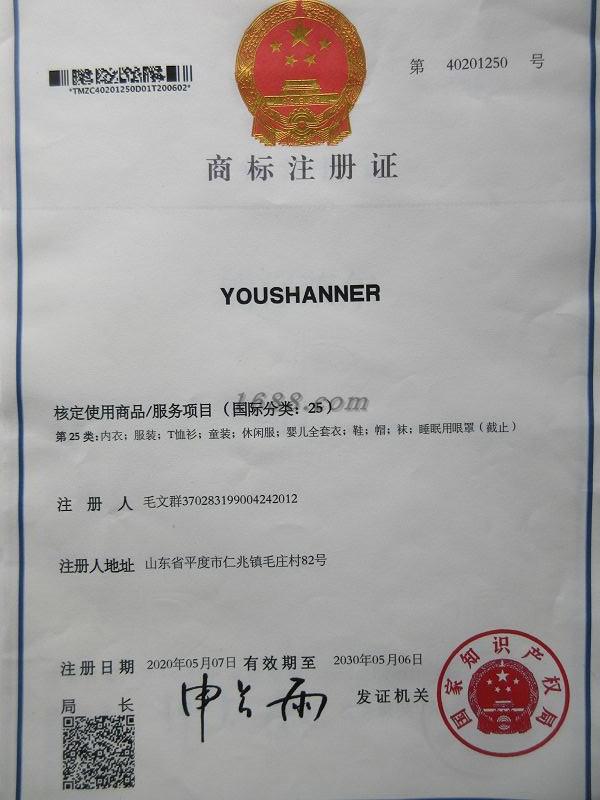 *TMZC40201250D01T200602*
第 40201250 号
商标注册证
YOUSHANNER
1688.com
核定使用商品/服务项目（国际分类：25）
第25类：内衣；服装；T恤衫；童装；休闲服；婴儿全套衣；鞋；帽；袜；睡眠用眼罩（截止）
注 册 人 毛文群370283199004242012
注册人地址 山东省平度市仁兆镇毛庄村82号
注册日期 2020年05月07日 有效期至 2030年05月06日
局 长 申长雨 发证机关
国家知识产权局